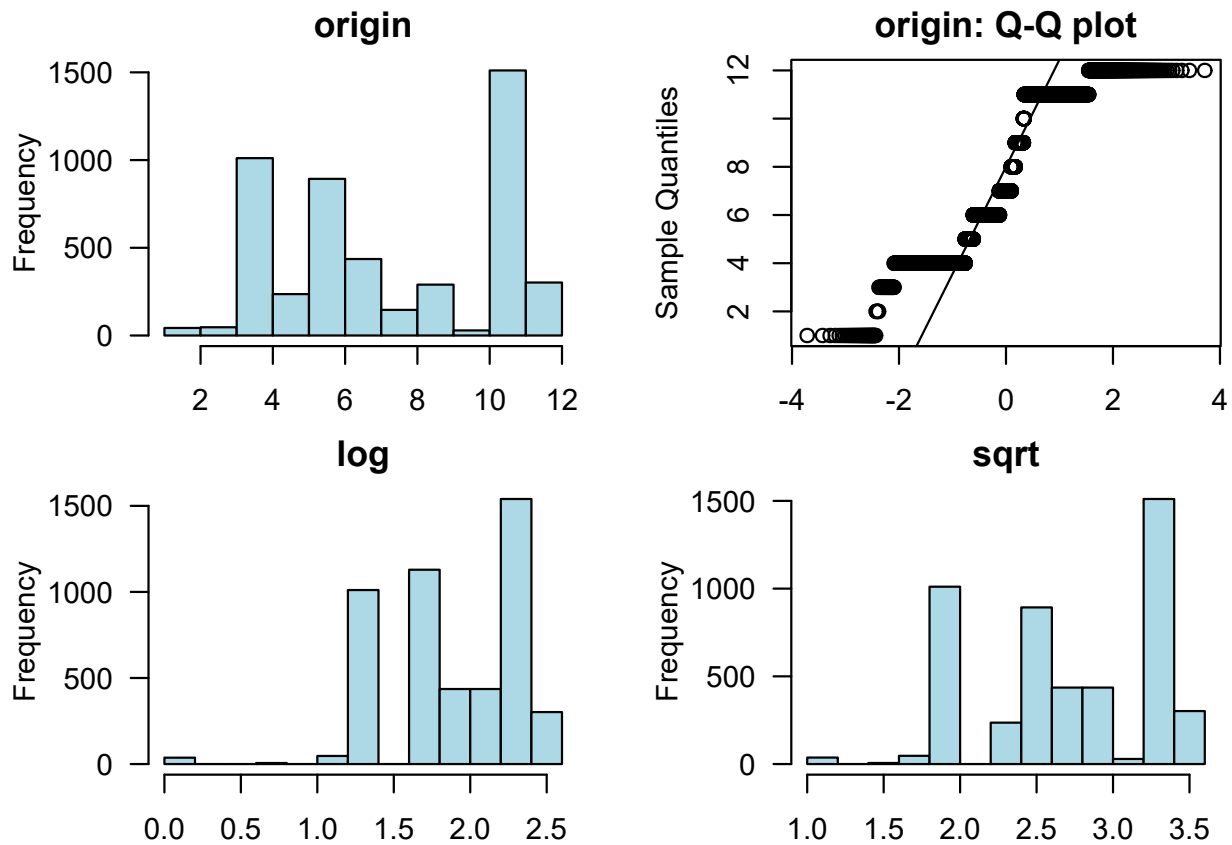 origin
Frequency
1500
1000
500
0
2 4 6 8 10 12
origin: Q-Q plot
Sample Quantiles
12
8
6
4
2
-4 -2 0 2 4
log
Frequency
1500
1000
500
0
0.0 0.5 1.0 1.5 2.0 2.5
sqrt
Frequency
1500
1000
500
0
1.0 1.5 2.0 2.5 3.0 3.5